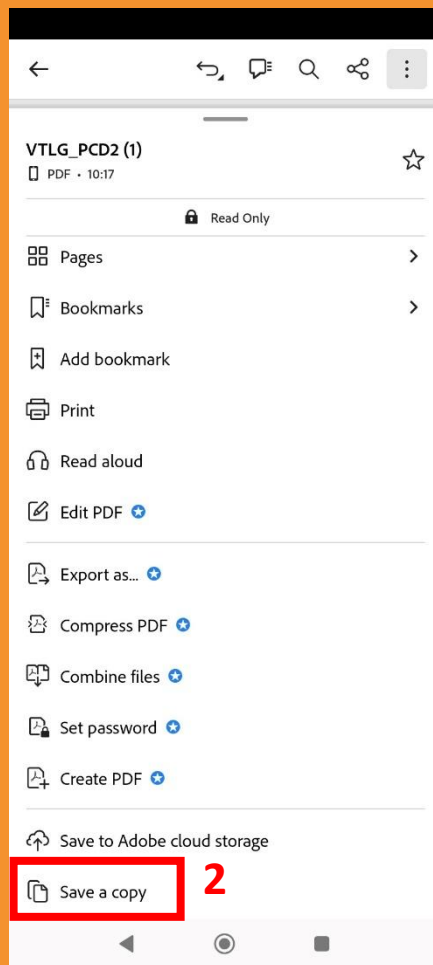 VTLG_PCD2 (1)
PDF • 10:17
Read Only
Pages
Bookmarks
Add bookmark
Print
Read aloud
Edit PDF
Export as...
Compress PDF
Combine files
Set password
Create PDF
Save to Adobe cloud storage
Save a copy 2